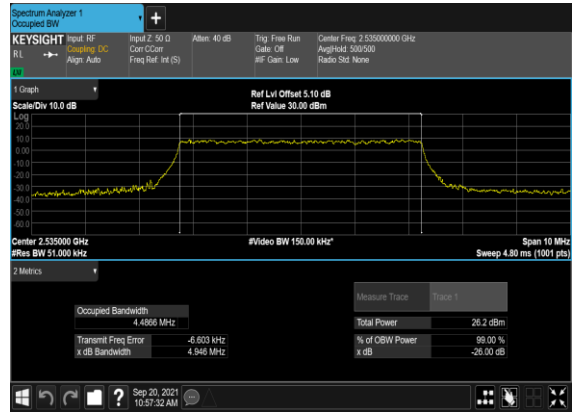 Spectrum Analyzer 1
Occupied BW
+
KEYSIGHT Input: RF Input Z: 50 Ω Atten: 40 dB Trig: Free Run Center Freq: 2.535000000 GHz
RL Coupling: DC Corr CCorr Gate: Off Avg|Hold: 500/500
Align: Auto Freq Ref: Int (S) #IF Gain: Low Radio Std: None
LW
1 Graph
Scale/Div 10.0 dB
Ref Lvl Offset 5.10 dB
Ref Value 30.00 dBm
Log
20.0
10.0
0.00
-10.0
-20.0
-30.0
-40.0
-50.0
-60.0
Center 2.535000 GHz #Video BW 150.00 kHz* Span 10 MHz
#Res BW 51.000 kHz Sweep 4.80 ms (1001 pts)
2 Metrics
Measure Trace Trace 1
Occupied Bandwidth
4.4866 MHz
Total Power 26.2 dBm
Transmit Freq Error -6.603 kHz % of OBW Power 99.00 %
x dB Bandwidth 4.946 MHz x dB -26.00 dB
? Sep 20, 2021
10:57:32 AM